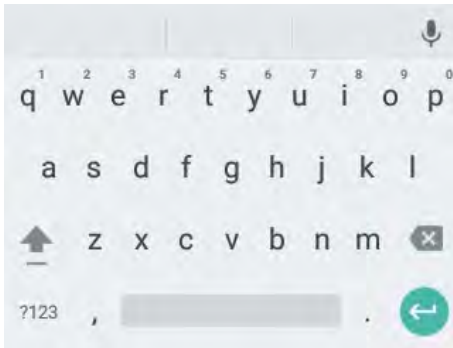 1 2 3 4 5 6 7 8 9 0
q w e r t y u i o p
a s d f g h j k l
z x c v b n m
?123 , .